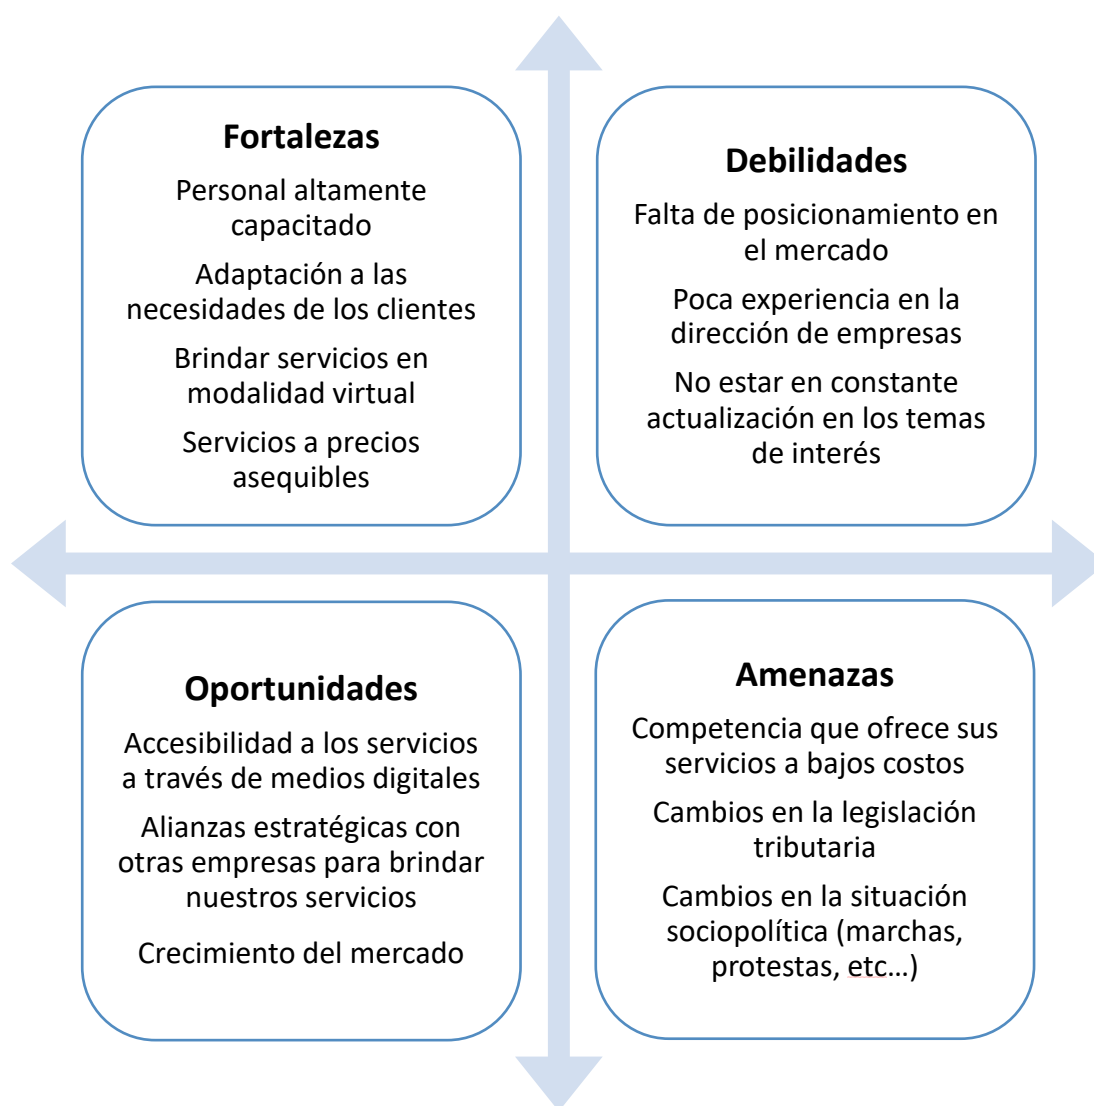 Fortalezas
Personal altamente
capacitado
Adaptación a las
necesidades de los clientes
Brindar servicios en
modalidad virtual
Servicios a precios
asequibles
Debilidades
Falta de posicionamiento en
el mercado
Poca experiencia en la
dirección de empresas
No estar en constante
actualización en los temas
de interés
Oportunidades
Accesibilidad a los servicios
a través de medios digitales
Alianzas estratégicas con
otras empresas para brindar
nuestros servicios
Crecimiento del mercado
Amenazas
Competencia que ofrece sus
servicios a bajos costos
Cambios en la legislación
tributaria
Cambios en la situación
sociopolítica (marchas,
protestas, etc...)